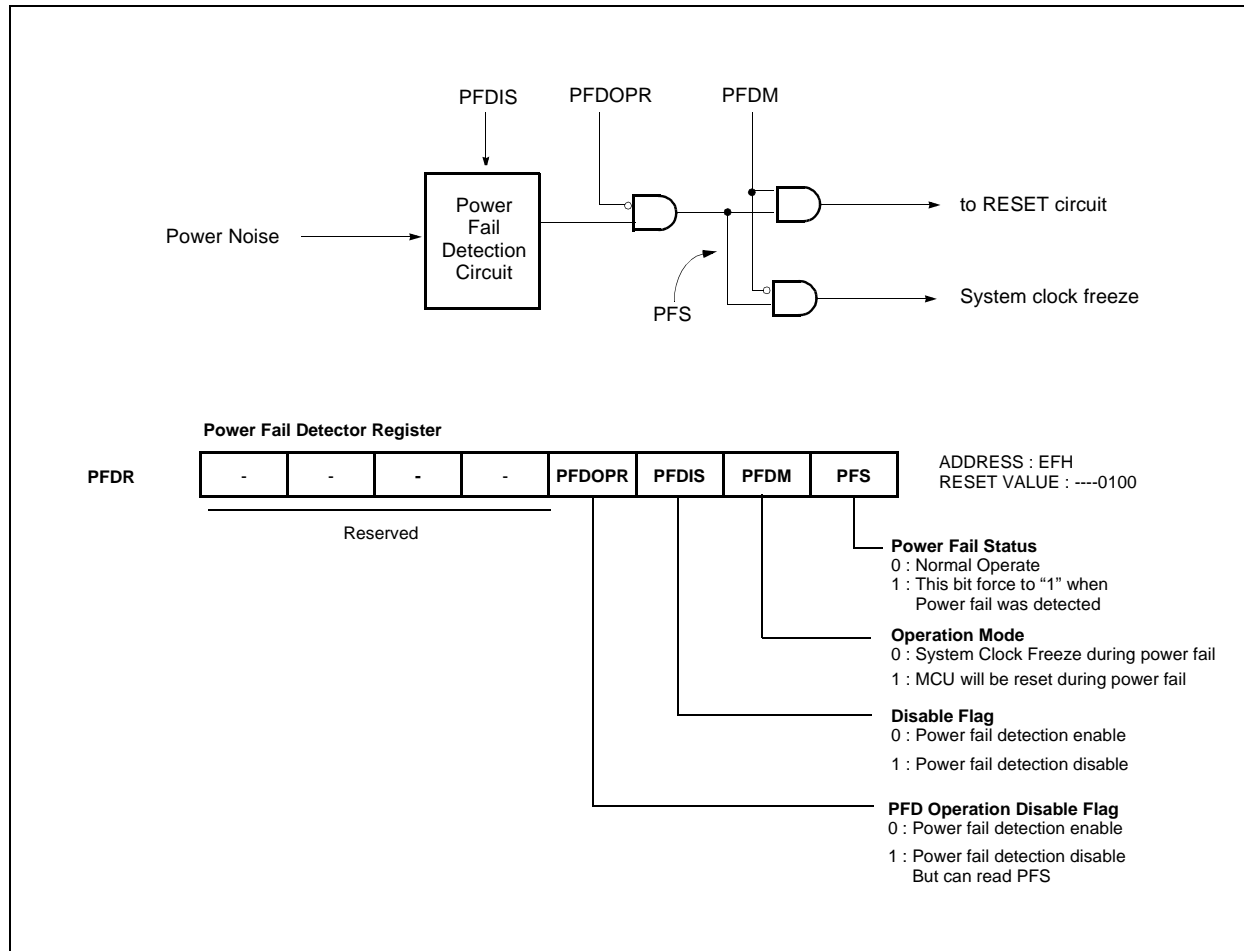 PFDIS PFDOPR PFDM
Power
Fail
Detection
Circuit
Power Noise
to RESET circuit
System clock freeze
PFS
Power Fail Detector Register
PFDR
- - - - PFDOPR PFDIS PFDM PFS
ADDRESS : EFH
RESET VALUE : ----0100
Reserved
Power Fail Status
0 : Normal Operate
1 : This bit force to “1” when
Power fail was detected
Operation Mode
0 : System Clock Freeze during power fail
1 : MCU will be reset during power fail
Disable Flag
0 : Power fail detection enable
1 : Power fail detection disable
PFD Operation Disable Flag
0 : Power fail detection enable
1 : Power fail detection disable
But can read PFS